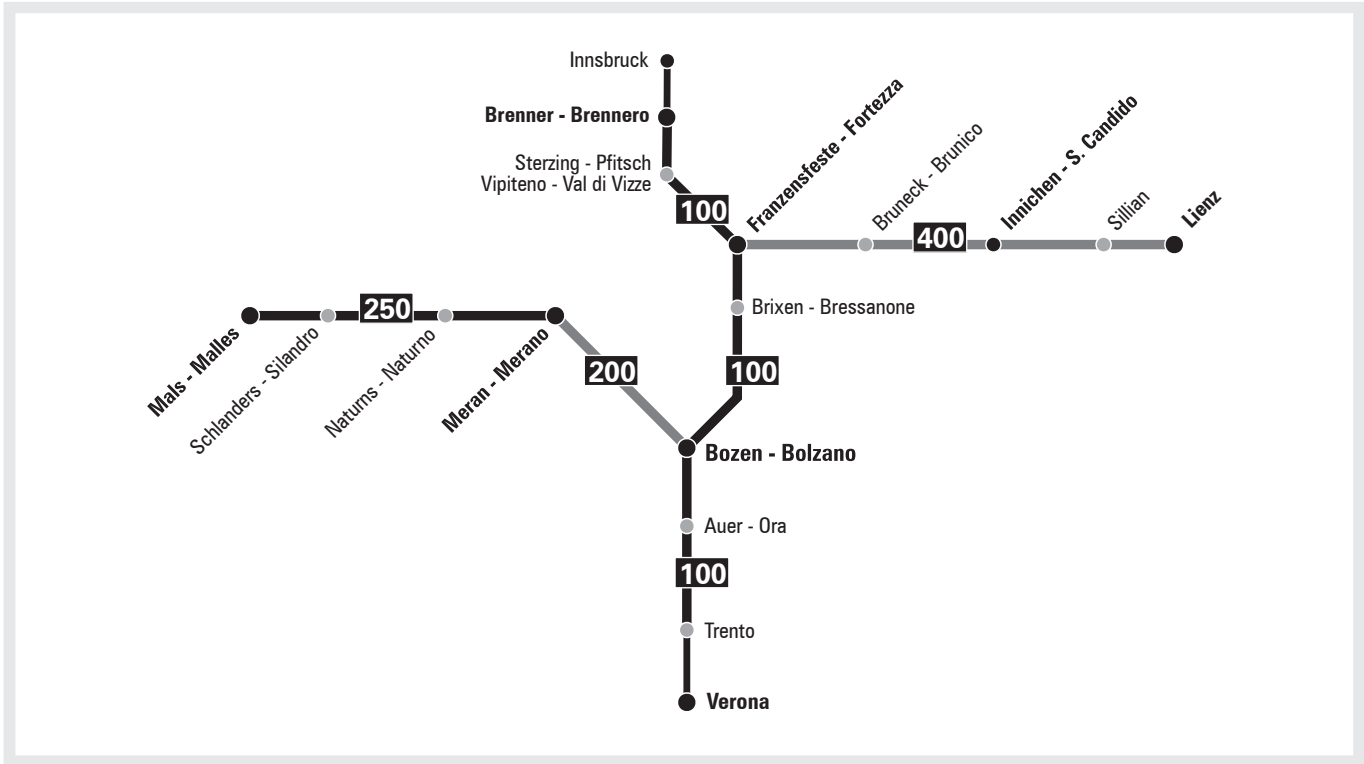 Innsbruck
Brenner - Brennero
Sterzing - Pfitsch
Vipiteno - Val di Vizze
100
Franzensfeste - Fortezza
Bruneck - Brunico
400
Innichen - S. Candido
Sillian
Lienz
Brixen - Bressanone
250
Mals - Malles
Schlanders - Silandro
Naturns - Naturno
Meran - Merano
200
100
Bozen - Bolzano
Auer - Ora
100
Trento
Verona